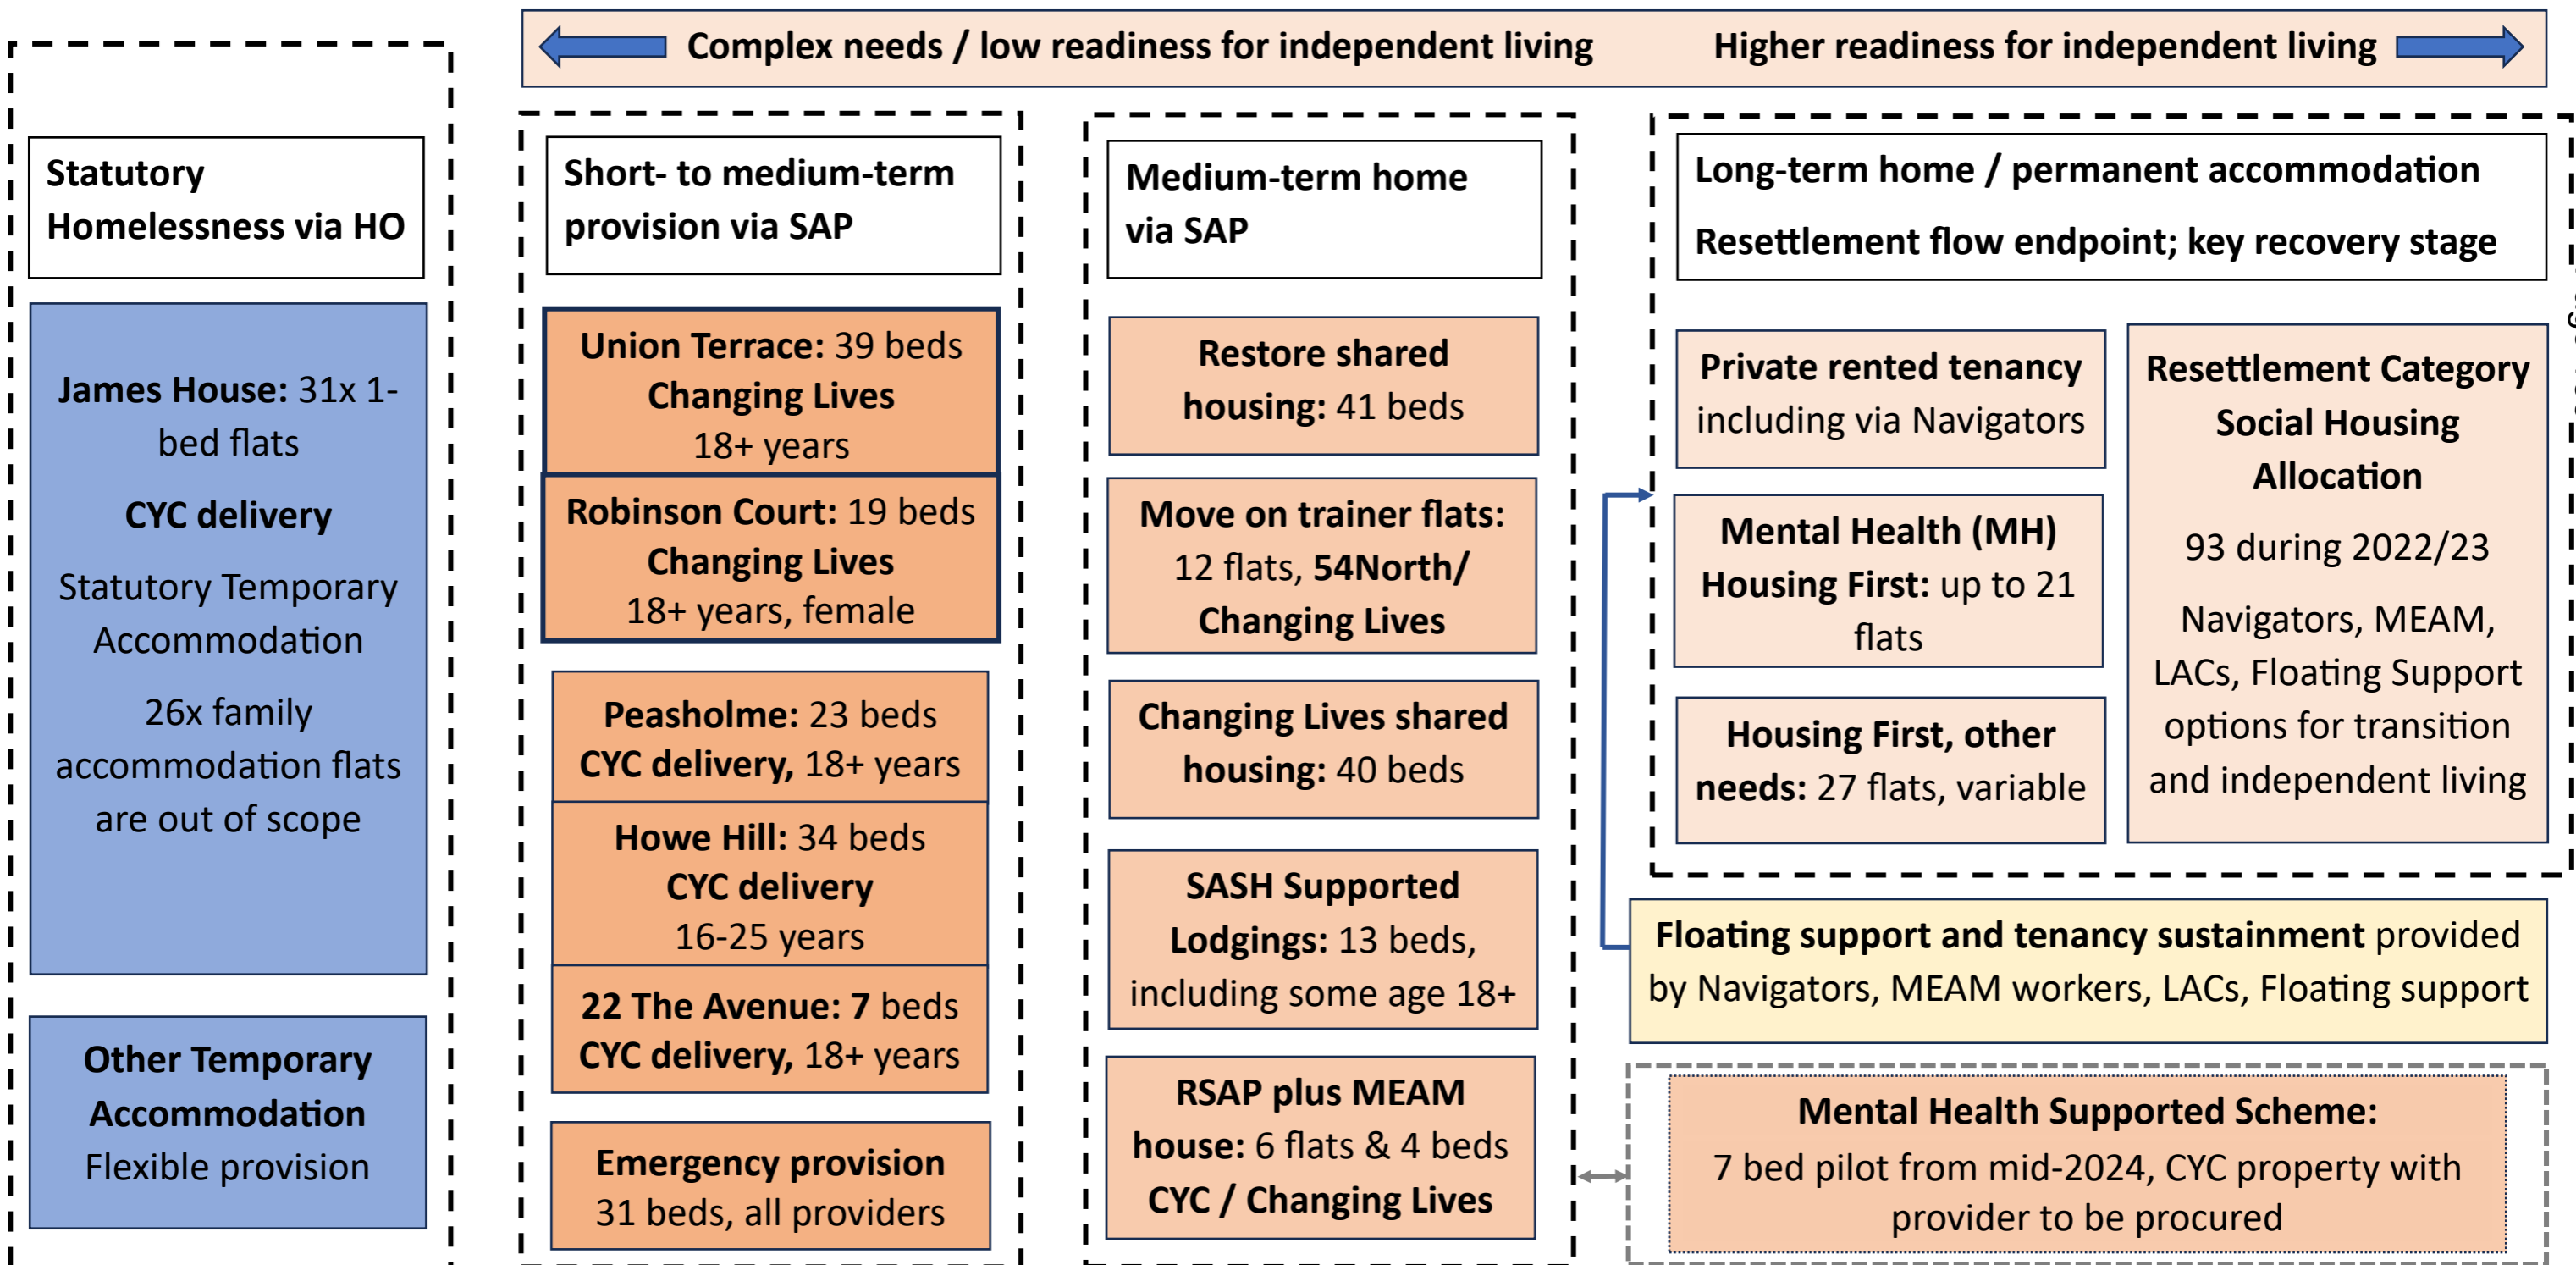 Complex needs / low readiness for independent living
Higher readiness for independent living
Statutory
Homelessness via HO
James House: 31x 1-
bed flats
CYC delivery
Statutory Temporary
Accommodation
26x family
accommodation flats
are out of scope
Other Temporary
Accommodation
Flexible provision
Short- to medium-term
provision via SAP
Union Terrace: 39 beds
Changing Lives
18+ years
Robinson Court: 19 beds
Changing Lives
18+ years, female
Peasholme: 23 beds
CYC delivery, 18+ years
Howe Hill: 34 beds
CYC delivery
16-25 years
22 The Avenue: 7 beds
CYC delivery, 18+ years
Emergency provision
31 beds, all providers
Medium-term home
via SAP
Restore shared
housing: 41 beds
Move on trainer flats:
12 flats, 54North/
Changing Lives
Changing Lives shared
housing: 40 beds
SASH Supported
Lodgings: 13 beds,
including some age 18+
RSAP plus MEAM
house: 6 flats & 4 beds
CYC / Changing Lives
Long-term home / permanent accommodation
Resettlement flow endpoint; key recovery stage
Private rented tenancy
including via Navigators
Mental Health (MH)
Housing First: up to 21
flats
Housing First, other
needs: 27 flats, variable
Resettlement Category
Social Housing
Allocation
93 during 2022/23
Navigators, MEAM,
LACs, Floating Support
options for transition
and independent living
Floating support and tenancy sustainment provided
by Navigators, MEAM workers, LACs, Floating support
Mental Health Supported Scheme:
7 bed pilot from mid-2024, CYC property with
provider to be procured